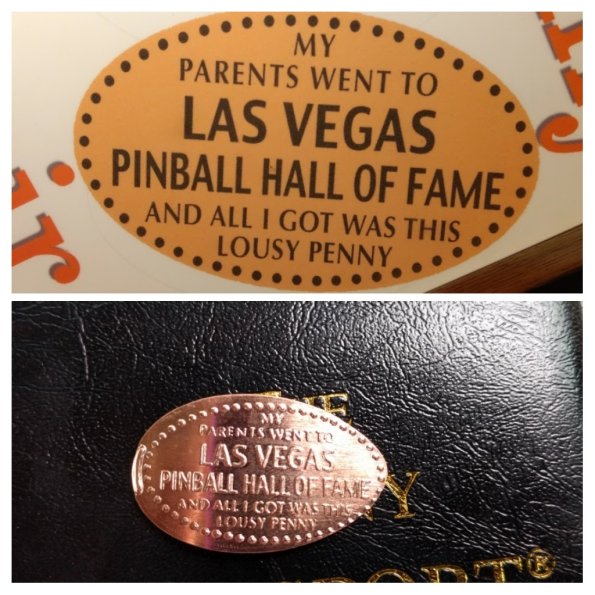 MY
PARENTS WENT TO
LAS VEGAS
PINBALL HALL OF FAME
AND ALL I GOT WAS THIS
LOUSY PENNY
MY
PARENTS WENT TO
LAS VEGAS
PINBALL HALL OF FAME
AND ALL I GOT WAS THIS
LOUSY PENNY